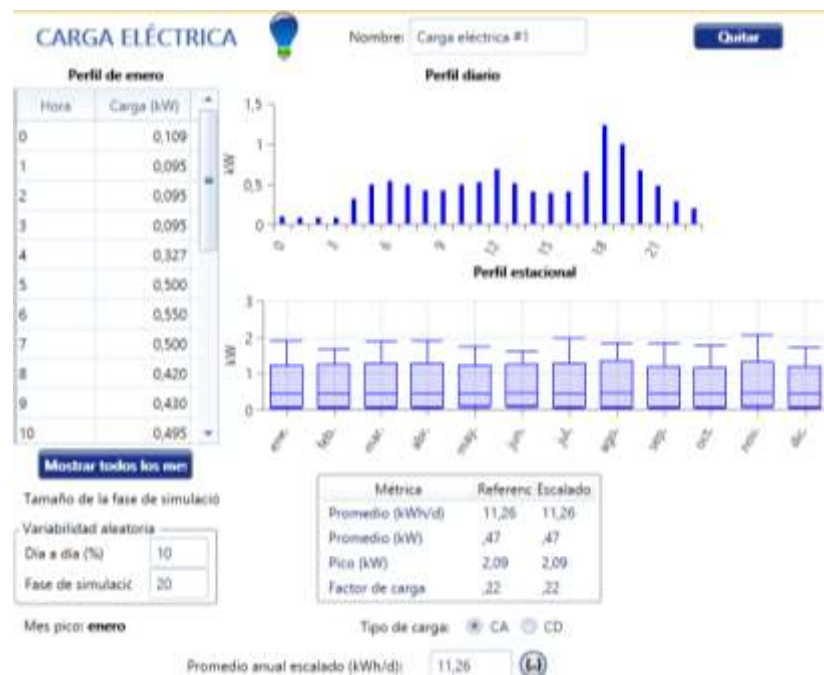 CARGA ELÉCTRICA
Nombre: Carga eléctrica #1
Quitar
Perfil de enero
Hora Carga (kW)
0 0,109
1 0,095
2 0,095
3 0,095
4 0,327
5 0,500
6 0,550
7 0,500
8 0,420
9 0,430
10 0,495
Mostrar todos los mes
Perfil diario
kW
1,5
1
0,5
0
0 3 6 9 12 15 18 21
Perfil estacional
kW
3
2
1
0
ene. feb. mar. abr. may. jun. jul. ago. sep. oct. nov. dic.
Tamaño de la fase de simulació
Variabilidad aleatoria
Día a día (%) 10
Fase de simulació 20
Mes pico: enero
Métrica Referenc Escalado
Promedio (kWh/d) 11,26 11,26
Promedio (kW) ,47 ,47
Pico (kW) 2,09 2,09
Factor de carga ,22 ,22
Tipo de carga: CA CD
Promedio anual escalado (kWh/d): 11,26 {..}